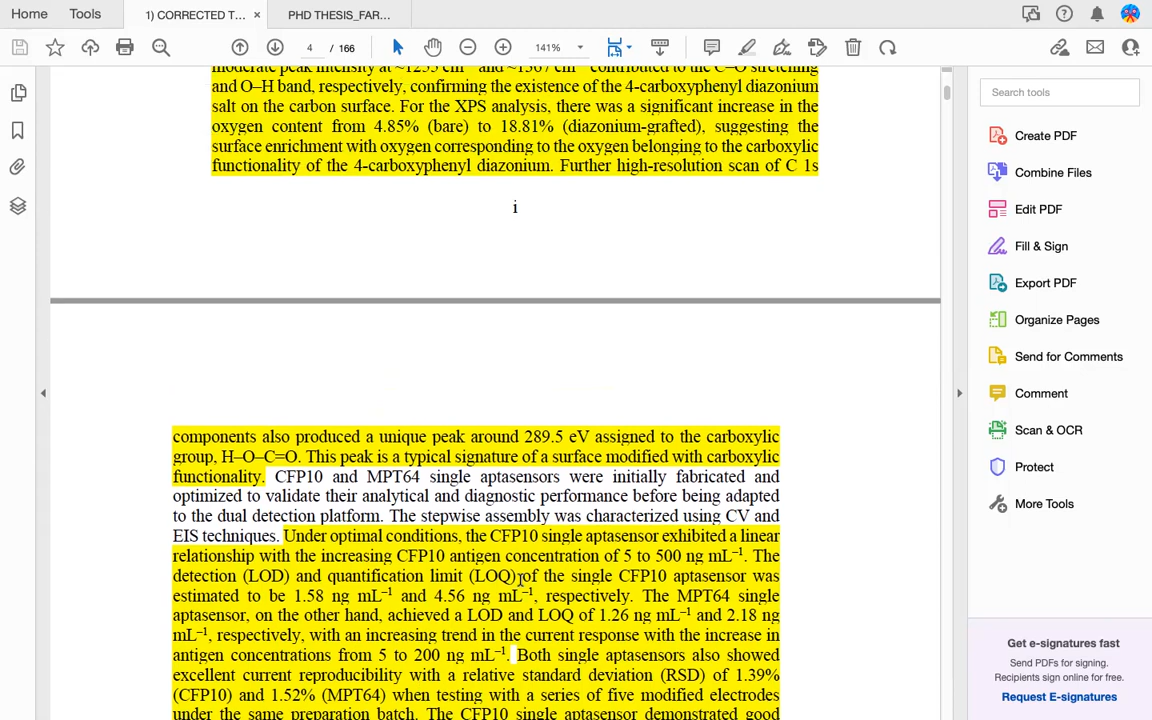 Home
Tools
1) CORRECTED T...
×
PHD THESIS_FAR...
4 / 166
141%
moderate peak intensity at ~1295 cm⁻¹ and ~1367 cm⁻¹ contributed to the C–O stretching
and O–H band, respectively, confirming the existence of the 4-carboxyphenyl diazonium
salt on the carbon surface. For the XPS analysis, there was a significant increase in the
oxygen content from 4.85% (bare) to 18.81% (diazonium-grafted), suggesting the
surface enrichment with oxygen corresponding to the oxygen belonging to the carboxylic
functionality of the 4-carboxyphenyl diazonium. Further high-resolution scan of C 1s
i
components also produced a unique peak around 289.5 eV assigned to the carboxylic
group, H–O–C=O. This peak is a typical signature of a surface modified with carboxylic
functionality. CFP10 and MPT64 single aptasensors were initially fabricated and
optimized to validate their analytical and diagnostic performance before being adapted
to the dual detection platform. The stepwise assembly was characterized using CV and
EIS techniques. Under optimal conditions, the CFP10 single aptasensor exhibited a linear
relationship with the increasing CFP10 antigen concentration of 5 to 500 ng mL⁻¹. The
detection (LOD) and quantification limit (LOQ) of the single CFP10 aptasensor was
estimated to be 1.58 ng mL⁻¹ and 4.56 ng mL⁻¹, respectively. The MPT64 single
aptasensor, on the other hand, achieved a LOD and LOQ of 1.26 ng mL⁻¹ and 2.18 ng
mL⁻¹, respectively, with an increasing trend in the current response with the increase in
antigen concentrations from 5 to 200 ng mL⁻¹. Both single aptasensors also showed
excellent current reproducibility with a relative standard deviation (RSD) of 1.39%
(CFP10) and 1.52% (MPT64) when testing with a series of five modified electrodes
under the same preparation batch. The CFP10 single aptasensor demonstrated good
Search tools
Create PDF
Combine Files
Edit PDF
Fill & Sign
Export PDF
Organize Pages
Send for Comments
Comment
Scan & OCR
Protect
More Tools
Get e-signatures fast
Send PDFs for signing.
Recipients sign online for free.
Request E-signatures